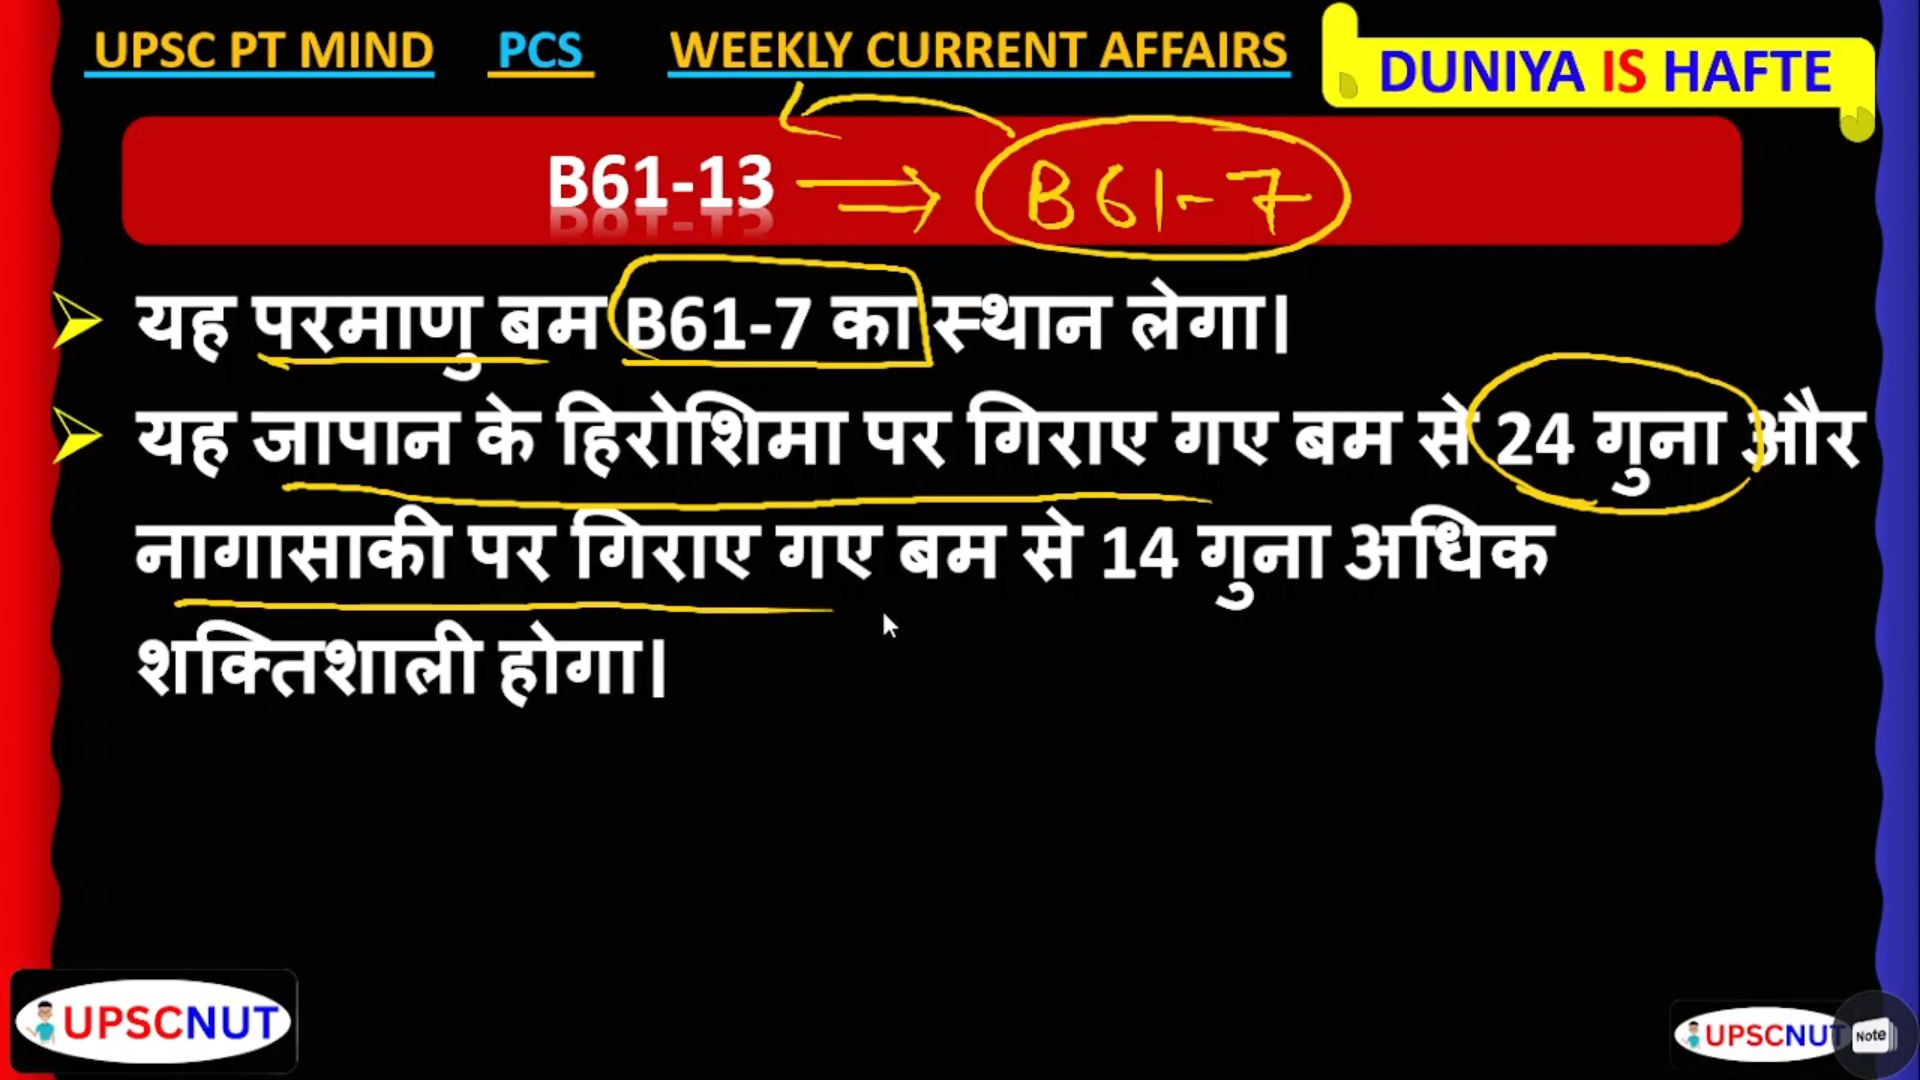 UPSC PT MIND PCS WEEKLY CURRENT AFFAIRS DUNIYA IS HAFTE
B61-13 B61-7
यह परमाणु बम B61-7 का स्थान लेगा।
यह जापान के हिरोशिमा पर गिराए गए बम से 24 गुना और
नागासाकी पर गिराए गए बम से 14 गुना अधिक
शक्तिशाली होगा।
UPSCNUT UPSCNUT Note